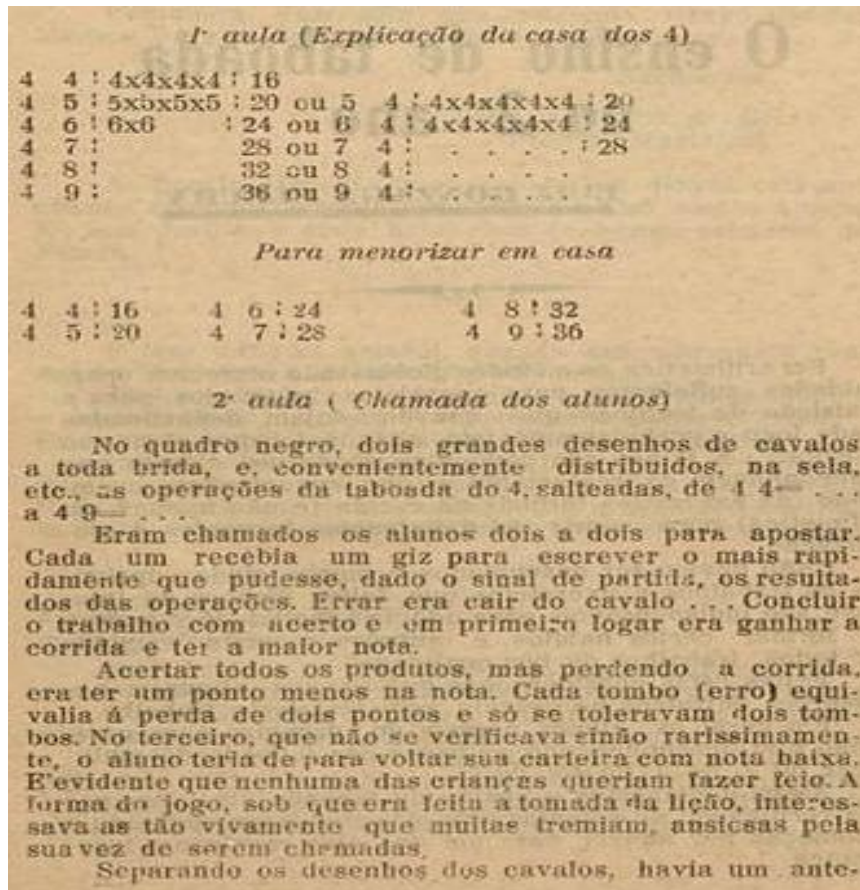 1ª aula (Explicação da casa dos 4)
4 4 : 4x4x4x4 : 16
4 5 : 5x5x5x5 : 20 ou 5 4 : 4x4x4x4x4 : 20
4 6 : 6x6 : 24 ou 6 4 : 4x4x4x4x4 : 24
4 7 : 28 ou 7 4 : . . . . : 28
4 8 : 32 ou 8 4 : . . . .
4 9 : 36 ou 9 4 : . . . .
Para menorizar em casa
4 4 : 16 4 6 : 24 4 8 : 32
4 5 : 20 4 7 : 28 4 9 : 36
2ª aula ( Chamada dos alunos)
No quadro negro, dois grandes desenhos de cavalos
a toda brida, e, convenientemente distribuidos, na sela,
etc., as operações da taboada do 4, salteadas, de 4 4= . . .
a 4 9= . . .
Eram chamados os alunos dois a dois para apostar.
Cada um recebia um giz para escrever o mais rapi-
damente que pudesse, dado o sinal de partida, os resulta-
dos das operações. Errar era cair do cavalo . . . Concluir
o trabalho com acerto e em primeiro logar era ganhar a
corrida e ter a maior nota.
Acertar todos os produtos, mas perdendo a corrida,
era ter um ponto menos na nota. Cada tombo (erro) equi-
valia á perda de dois pontos e só se toleravam dois tom-
bos. No terceiro, que não se verificava sinão rarissimamen-
te, o aluno teria de para voltar sua carteira com nota baixa.
E'evidente que nenhuma das crianças queriam fazer feio. A
forma do jogo, sob que era feita a tomada da lição, interes-
sava as tão vivamente que muitas tremiam, ansiosas pela
sua vez de serem chamadas.
Separando os desenhos dos cavalos, havia um ante-